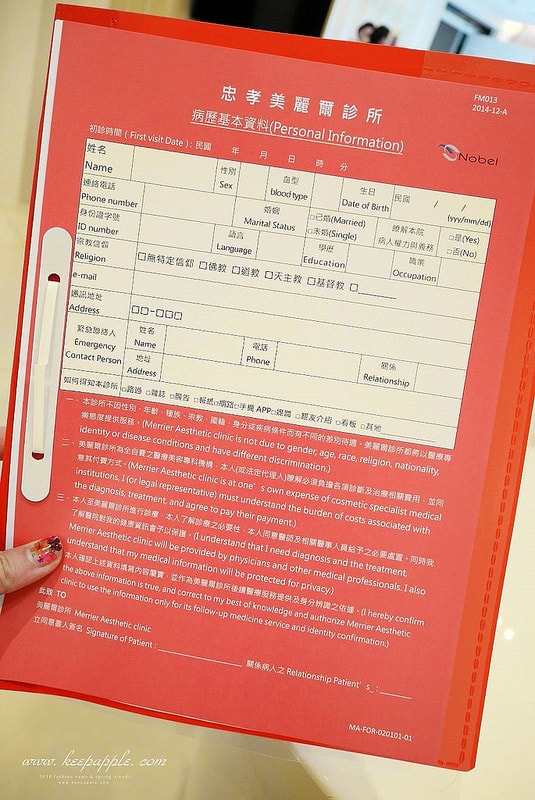 FM013
2014-12-A
忠孝美麗爾診所
病歷基本資料(Personal Information)
Nobel
初診時間 ( First visit Date ) : 民國 年 月 日 時 分
姓名 Name 性別 Sex 血型 blood type 生日 Date of Birth 民國 / / (yyy/mm/dd)
連絡電話 Phone number 婚姻 Marital Status □已婚(Married) □未婚(Single) 瞭解本院 病人權力與義務 □是(Yes) □否(No)
身份證字號 ID number 語言 Language 學歷 Education 職業 Occupation
宗教信仰 Religion □無特定信仰 □佛教 □道教 □天主教 □基督教 □________
e-mail
通訊地址 Address □□-□□□
緊急聯絡人 Emergency Contact Person 姓名 Name 電話 Phone 關係 Relationship
地址 Address
如何得知本診所 □路過 □雜誌 □廣告 □報紙 □網路 □手機 APP □媒體 □親友介紹 □看板 □其他
一、本診所不因性別、年齡、種族、宗教、國籍、身分或疾病條件而有不同的差別待遇，美麗爾診所都將以醫療專
業態度提供服務。(Merrier Aesthetic clinic is not due to gender, age, race, religion, nationality,
identity or disease conditions and have different discrimination.)
二、美麗爾診所為全自費之醫療美容專科機構，本人(或法定代理人)瞭解必須負擔各項診斷及治療相關費用，並同
意其付費方式。(Merrier Aesthetic clinic is at one's own expense of cosmetic specialist medical
institutions, I (or legal representative) must understand the burden of costs associated with
the diagnosis, treatment, and agree to pay their payment.)
三、本人至美麗爾診所進行診療，本人了解診療之必要性，本人同意醫師及相關醫事人員給予之必要處置，同時我
了解院對我的健康資訊會予以保護。(I understand that I need diagnosis and the treatment,
Merrier Aesthetic clinic will be provided by physicians and other medical professionals. I also
understand that my medical information will be protected for privacy.)
本人確認上述資料填寫內容屬實，並作為美麗爾診所後續醫療服務提供及身分辨識之依據。(I hereby confirm
the above information is true, and correct to my best of knowledge and authorize Merrier Aesthetic
clinic to use the information only for its follow-up medicine service and identity confirmation.)
此致 TO
美麗爾診所 Merrier Aesthetic clinic
立同意書人簽名 Signature of Patient : ________________ 關係病人之 Relationship Patient's_:______
MA-FOR-020101-01
www.keepapple.com